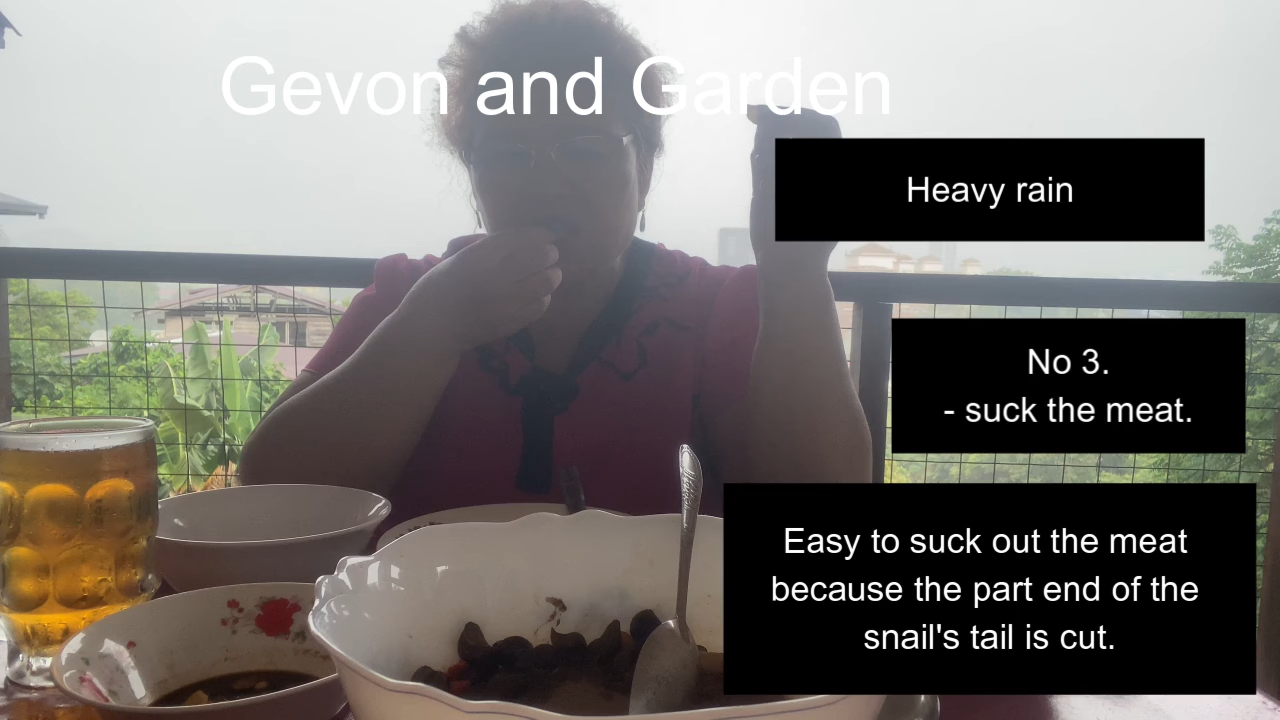 Gevon and Garden
Heavy rain
No 3.
- suck the meat.
Easy to suck out the meat
because the part end of the
snail's tail is cut.